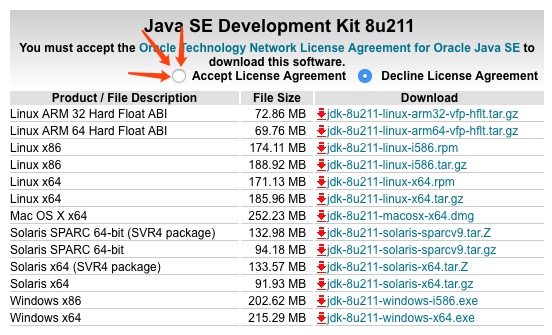 Java SE Development Kit 8u211
You must accept the Oracle Technology Network License Agreement for Oracle Java SE to
download this software.
Accept License Agreement Decline License Agreement
Product / File Description File Size Download
Linux ARM 32 Hard Float ABI 72.86 MB jdk-8u211-linux-arm32-vfp-hflt.tar.gz
Linux ARM 64 Hard Float ABI 69.76 MB jdk-8u211-linux-arm64-vfp-hflt.tar.gz
Linux x86 174.11 MB jdk-8u211-linux-i586.rpm
Linux x86 188.92 MB jdk-8u211-linux-i586.tar.gz
Linux x64 171.13 MB jdk-8u211-linux-x64.rpm
Linux x64 185.96 MB jdk-8u211-linux-x64.tar.gz
Mac OS X x64 252.23 MB jdk-8u211-macosx-x64.dmg
Solaris SPARC 64-bit (SVR4 package) 132.98 MB jdk-8u211-solaris-sparcv9.tar.Z
Solaris SPARC 64-bit 94.18 MB jdk-8u211-solaris-sparcv9.tar.gz
Solaris x64 (SVR4 package) 133.57 MB jdk-8u211-solaris-x64.tar.Z
Solaris x64 91.93 MB jdk-8u211-solaris-x64.tar.gz
Windows x86 202.62 MB jdk-8u211-windows-i586.exe
Windows x64 215.29 MB jdk-8u211-windows-x64.exe